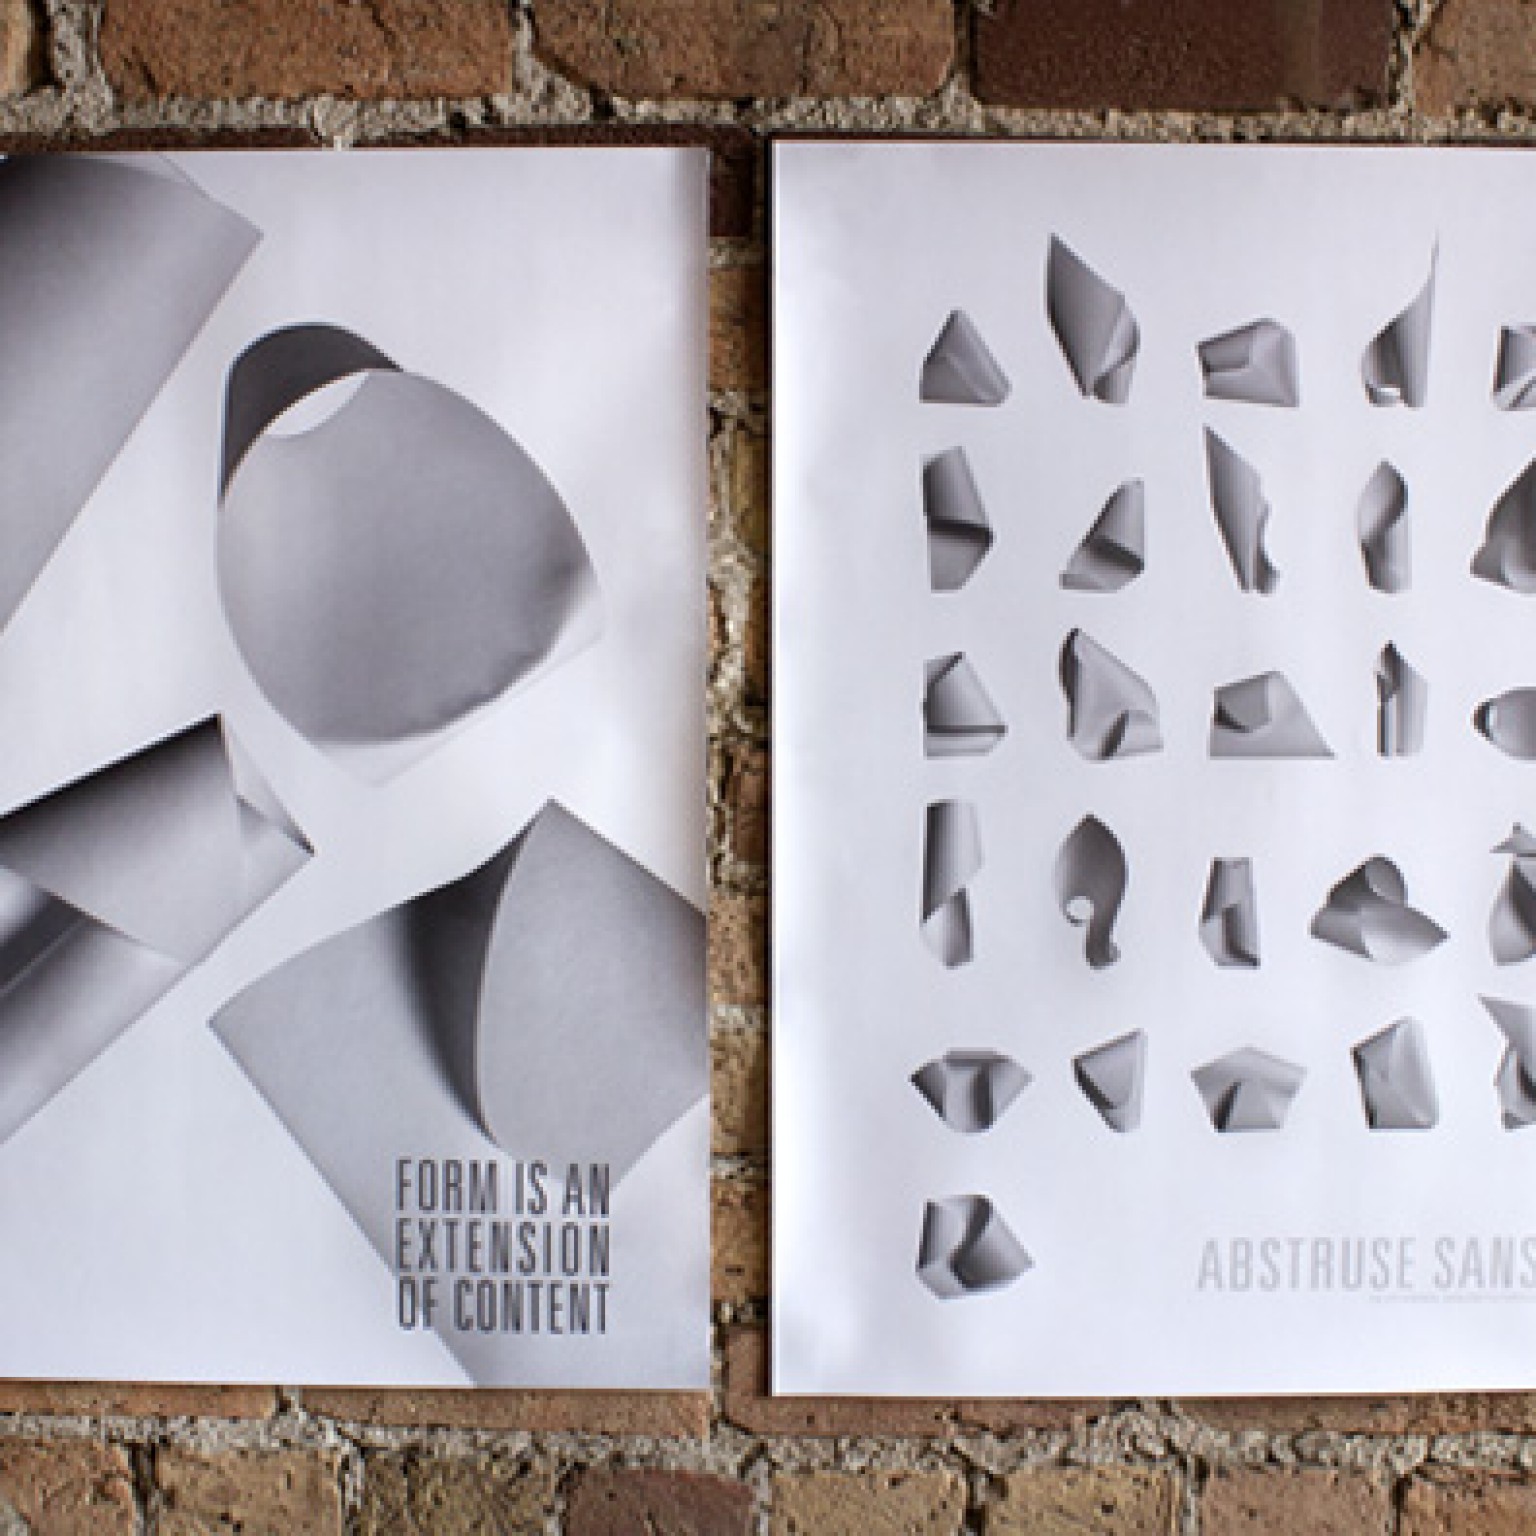 FORM IS AN
EXTENSION
OF CONTENT
ABSTRUSE SANS